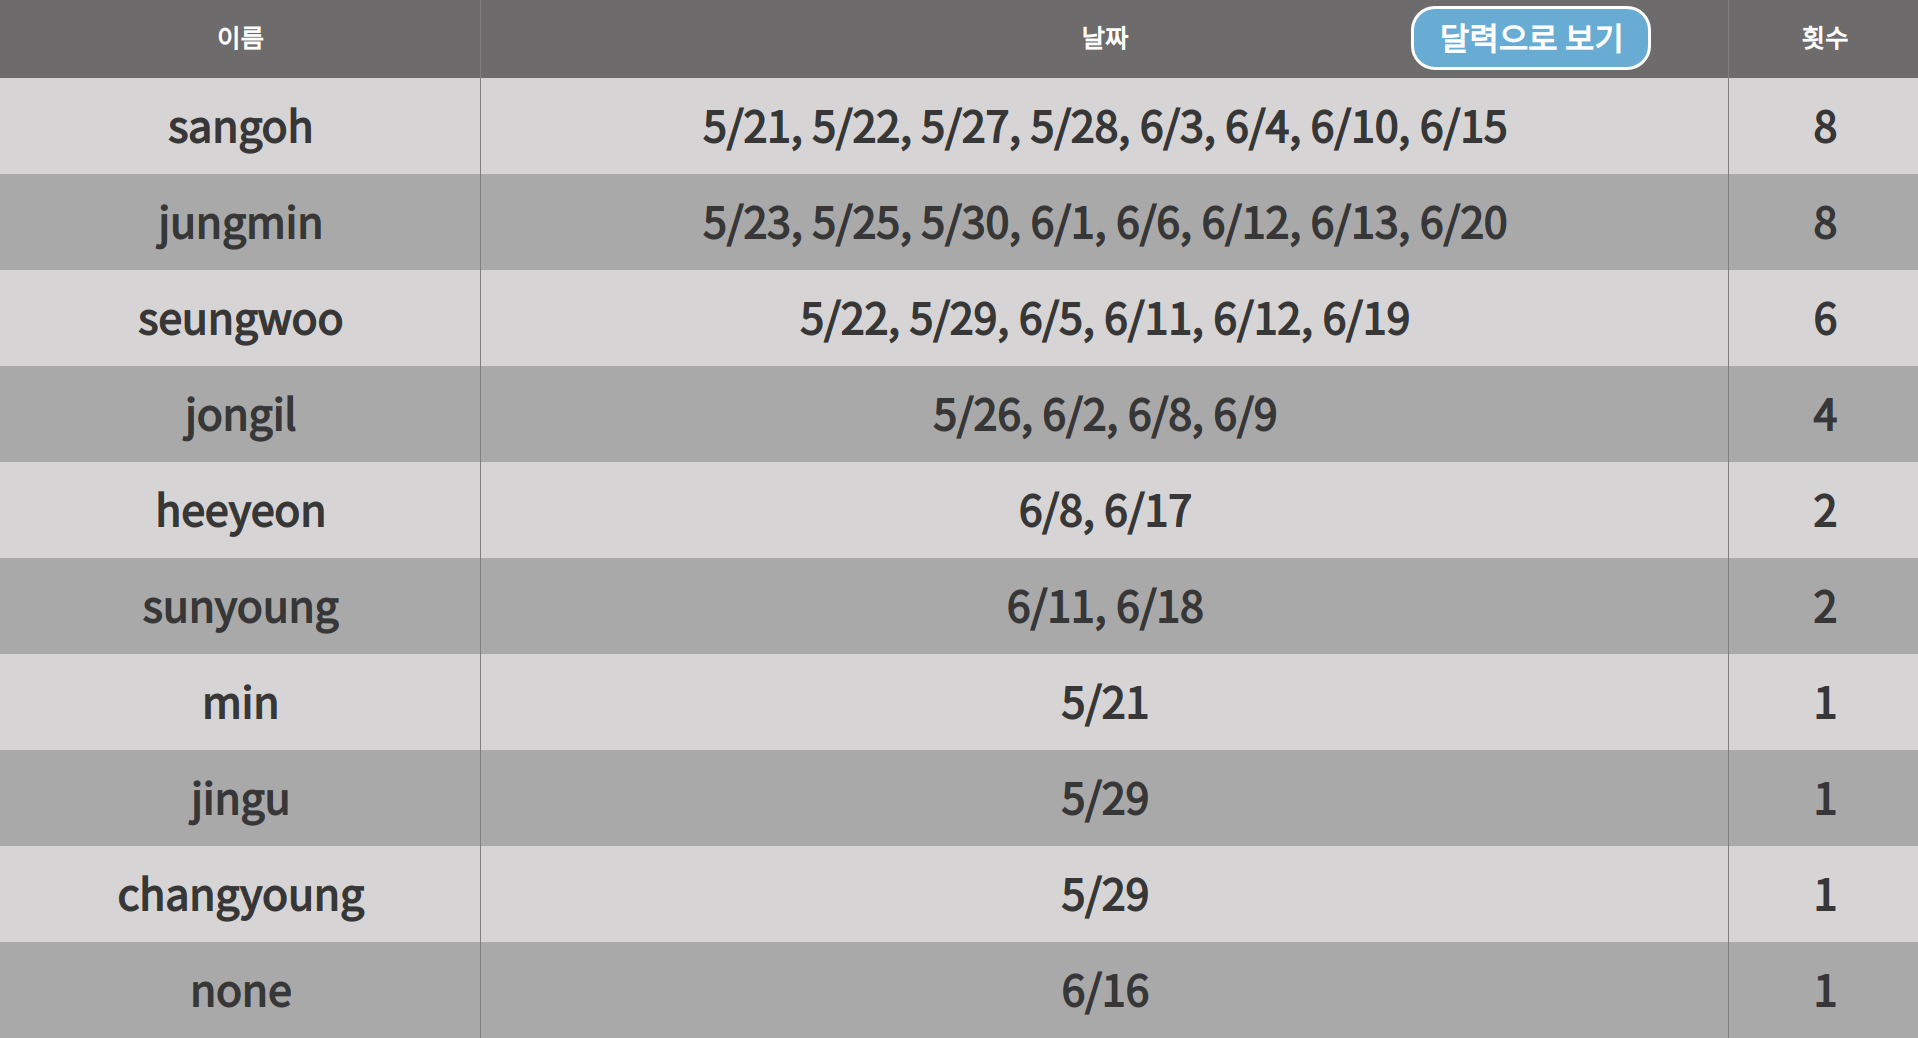 이름 날짜 달력으로 보기 횟수
sangoh 5/21, 5/22, 5/27, 5/28, 6/3, 6/4, 6/10, 6/15 8
jungmin 5/23, 5/25, 5/30, 6/1, 6/6, 6/12, 6/13, 6/20 8
seungwoo 5/22, 5/29, 6/5, 6/11, 6/12, 6/19 6
jongil 5/26, 6/2, 6/8, 6/9 4
heeyeon 6/8, 6/17 2
sunyoung 6/11, 6/18 2
min 5/21 1
jingu 5/29 1
changyoung 5/29 1
none 6/16 1